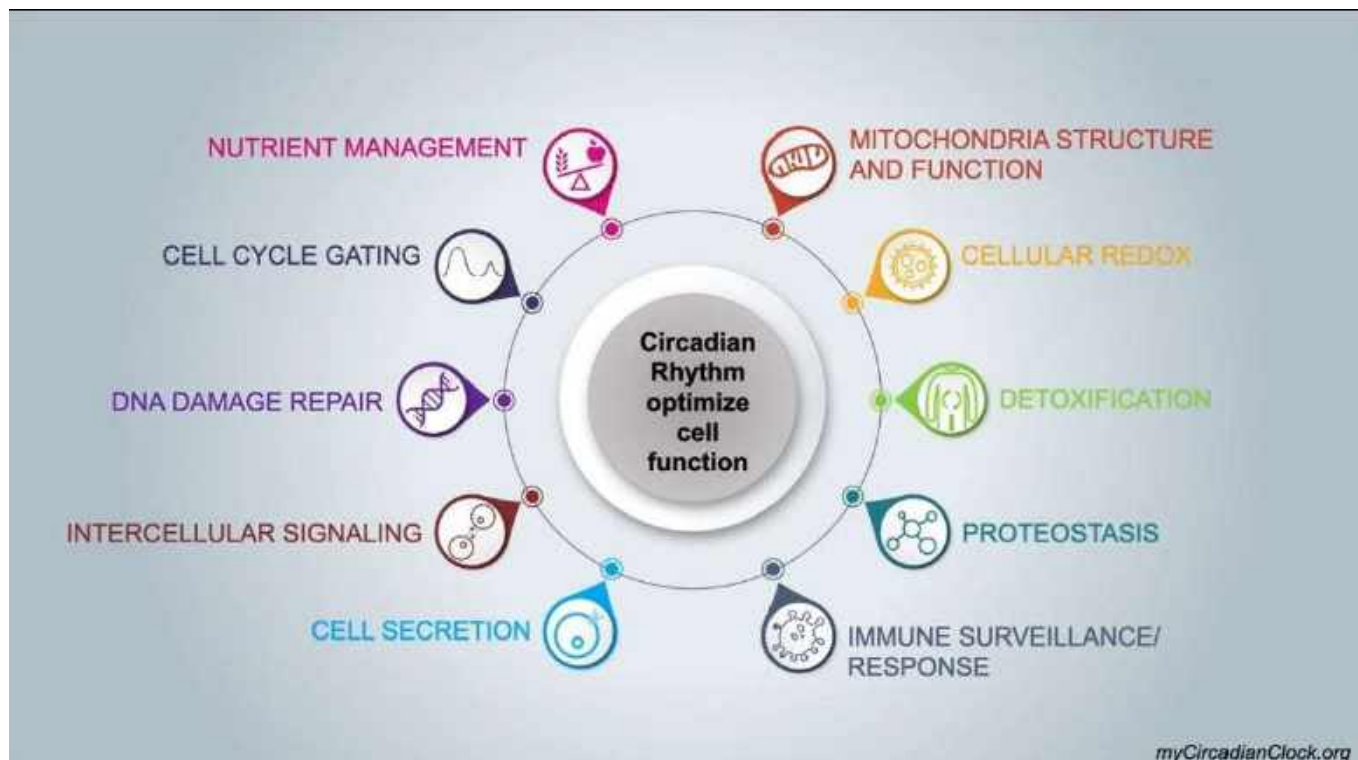 NUTRIENT MANAGEMENT
MITOCHONDRIA STRUCTURE
AND FUNCTION
CELL CYCLE GATING
CELLULAR REDOX
Circadian
Rhythm
optimize
cell
function
DNA DAMAGE REPAIR
DETOXIFICATION
INTERCELLULAR SIGNALING
PROTEOSTASIS
CELL SECRETION
IMMUNE SURVEILLANCE/
RESPONSE
myCircadianClock.org